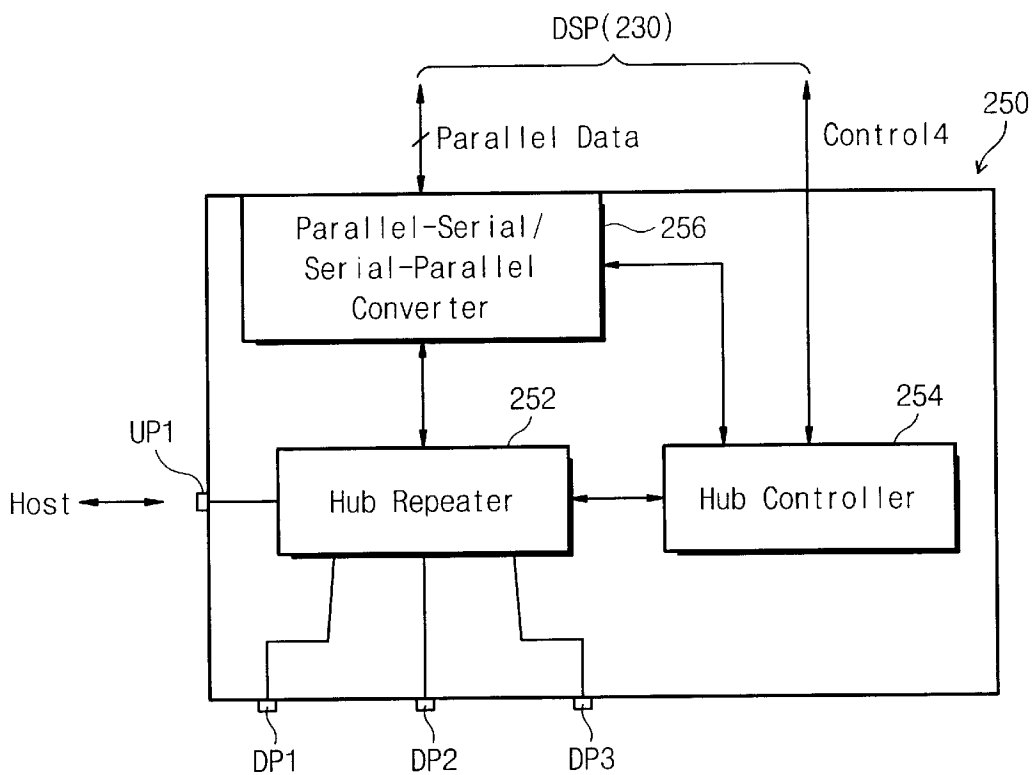 DSP(230)
250
Parallel Data
Control4
Parallel-Serial/
Serial-Parallel
Converter
256
252
254
UP1
Host
Hub Repeater
Hub Controller
DP1
DP2
DP3